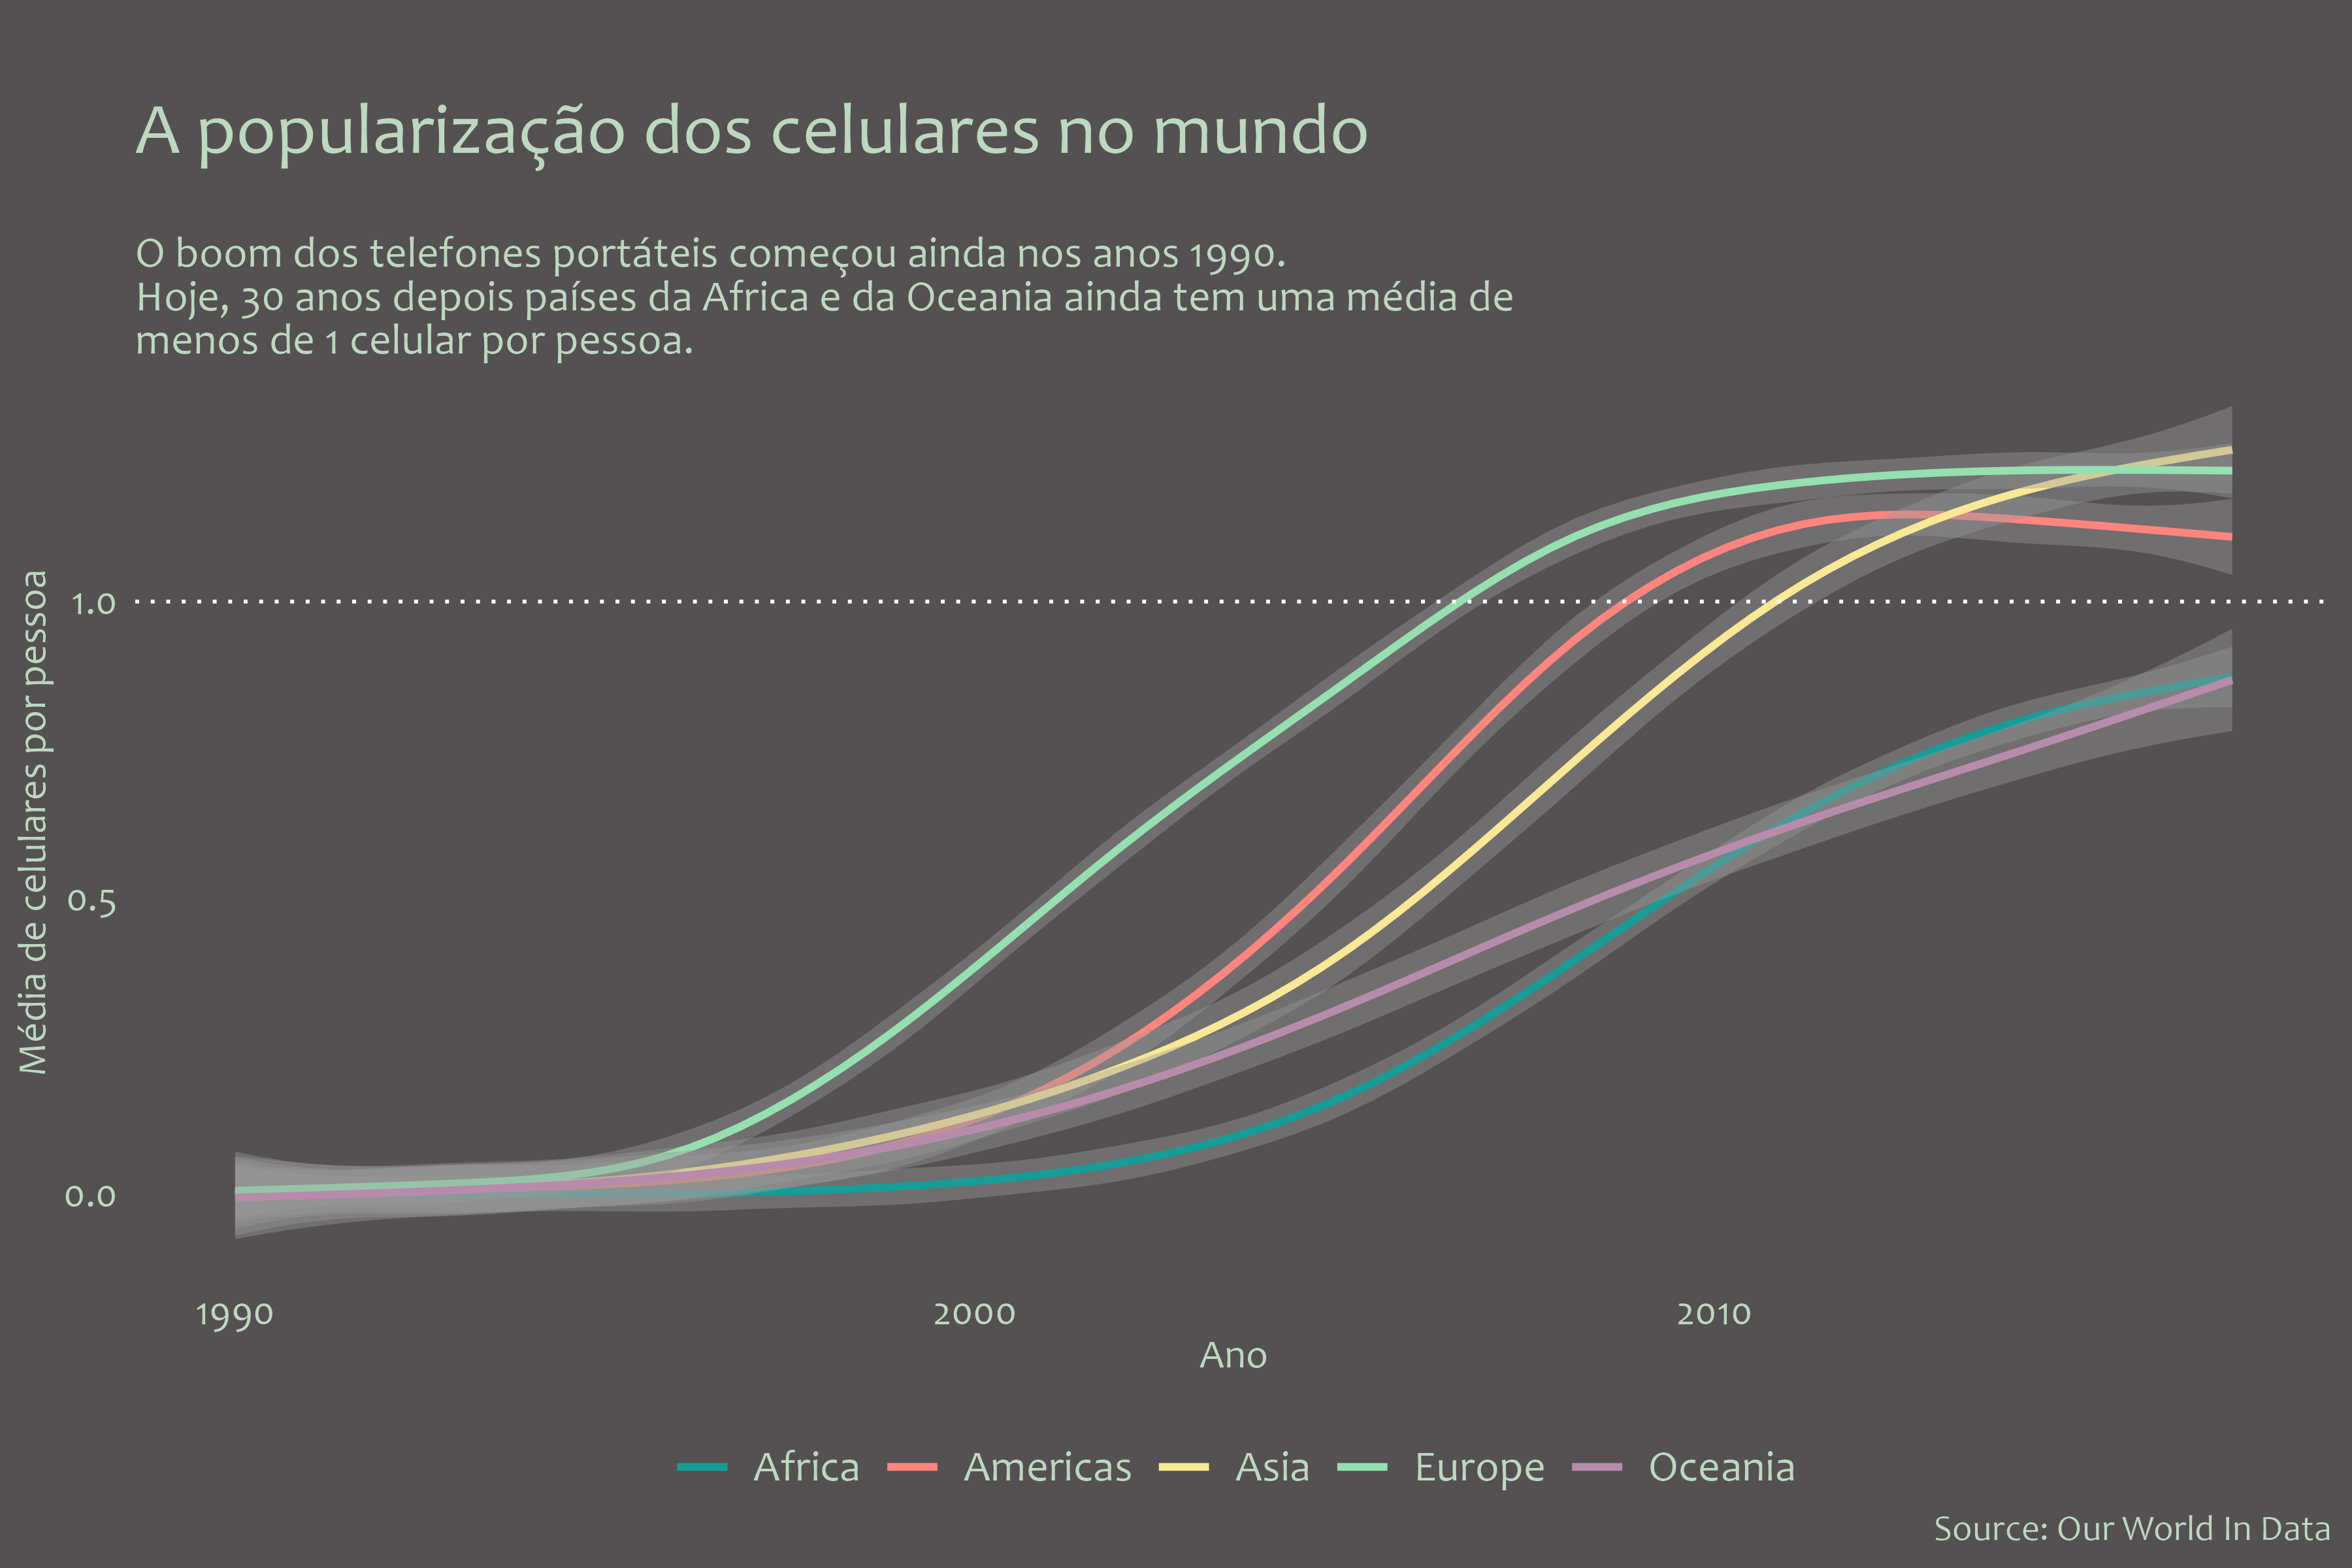 A popularização dos celulares no mundo
O boom dos telefones portáteis começou ainda nos anos 1990.
Hoje, 30 anos depois países da Africa e da Oceania ainda tem uma média de
menos de 1 celular por pessoa.
Média de celulares por pessoa
1.0
0.5
0.0
1990
2000
2010
Ano
Africa
Americas
Asia
Europe
Oceania
Source: Our World In Data